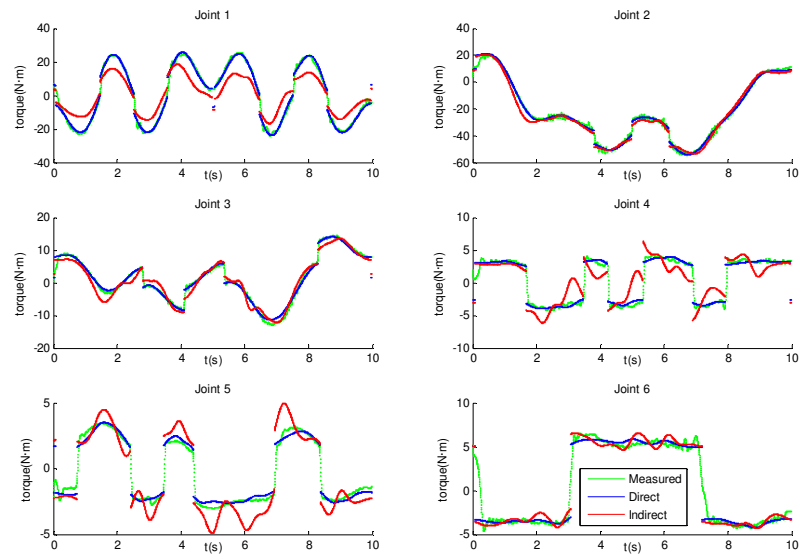 Joint 1
torque(N·m)
40
20
0
-20
-40
0 2 4 6 8 10
t(s)
Joint 2
torque(N·m)
40
20
0
-20
-40
-60
0 2 4 6 8 10
t(s)
Joint 3
torque(N·m)
20
10
0
-10
-20
0 2 4 6 8 10
t(s)
Joint 4
torque(N·m)
10
5
0
-5
-10
0 2 4 6 8 10
t(s)
Joint 5
torque(N·m)
5
0
-5
0 2 4 6 8 10
t(s)
Joint 6
torque(N·m)
10
5
0
-5
0 2 4 6 8 10
t(s)
Measured
Direct
Indirect